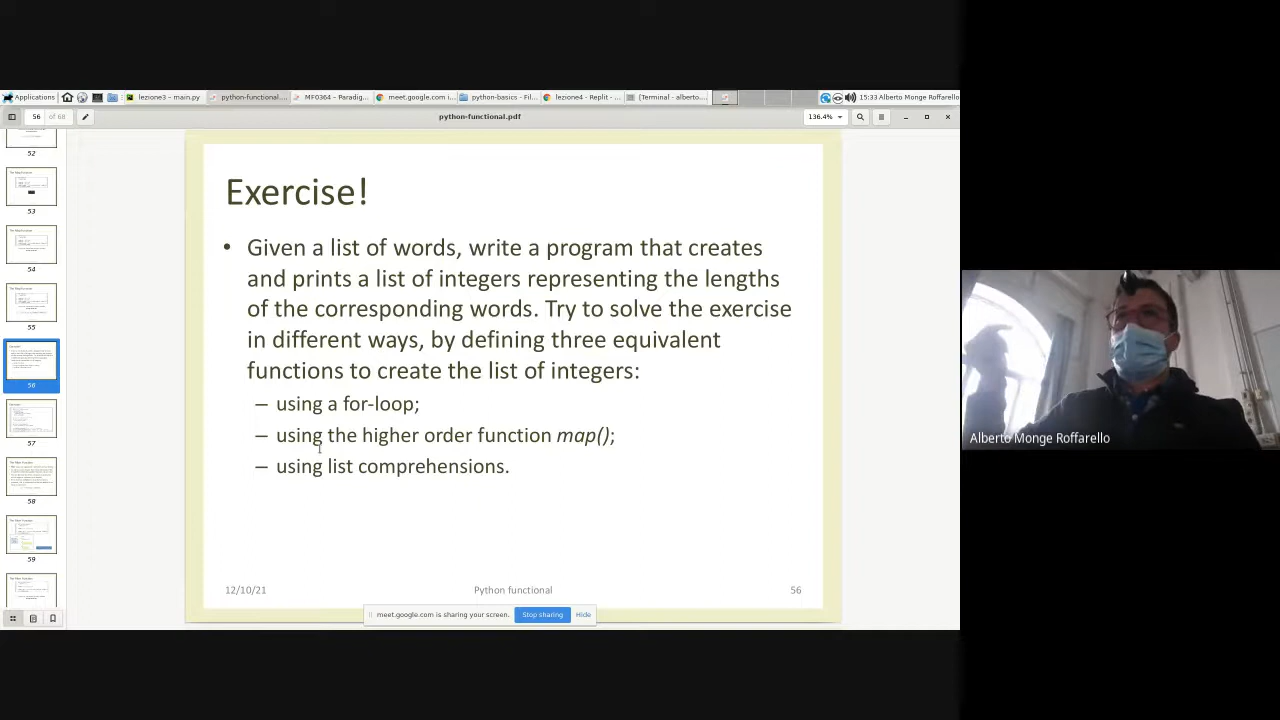 Applications
lezione3 – main.py
python-functional....
MF0364 – Paradig...
meet.google.com i...
python-basics - Fil...
lezione4 - Replit - ...
[Terminal - alberto....
15:33 Alberto Monge Roffarello
56 of 68
python-functional.pdf
136.4%
52
53
54
55
56
57
58
59
Exercise!
• Given a list of words, write a program that creates
and prints a list of integers representing the lengths
of the corresponding words. Try to solve the exercise
in different ways, by defining three equivalent
functions to create the list of integers:
– using a for-loop;
– using the higher order function map();
– using list comprehensions.
12/10/21
Python functional
56
meet.google.com is sharing your screen.
Stop sharing
Hide
Alberto Monge Roffarello